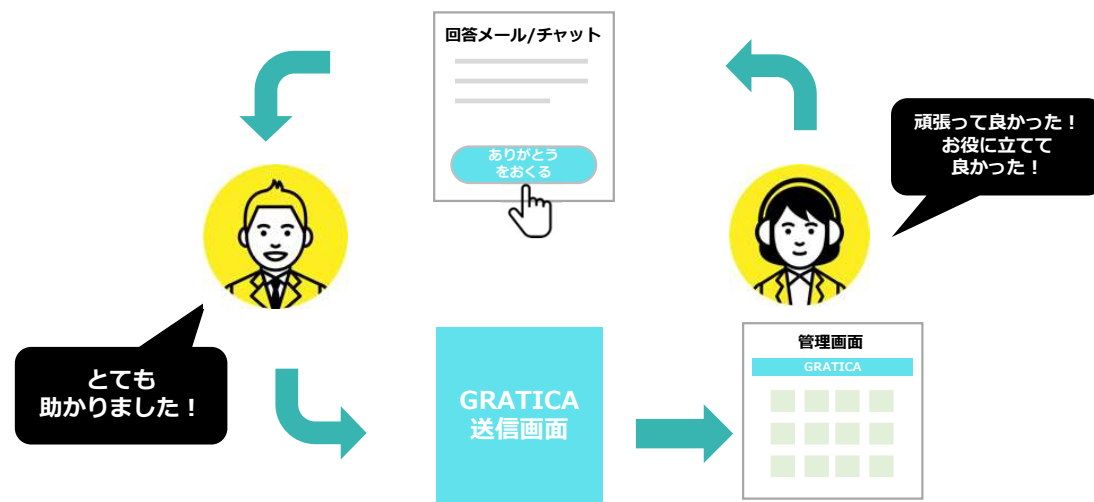 回答メール/チャット
ありがとう
をおくる
頑張って良かった！
お役に立てて
良かった！
とても
助かりました！
GRATICA
送信画面
管理画面
GRATICA